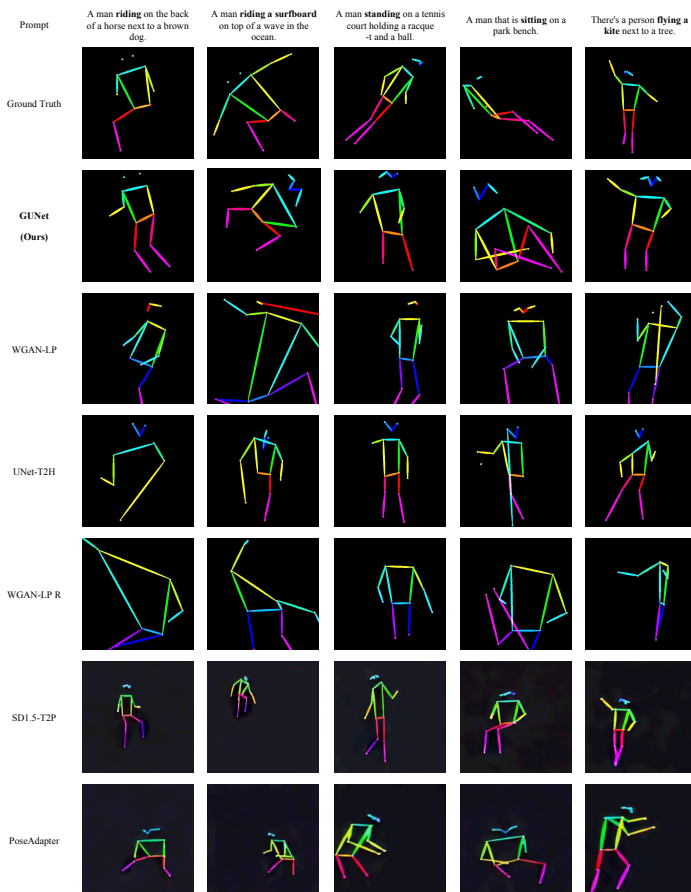 Prompt
A man riding on the back
of a horse next to a brown
dog.
A man riding a surfboard
on top of a wave in the
ocean.
A man standing on a tennis
court holding a racque
-t and a ball.
A man that is sitting on a
park bench.
There's a person flying a
kite next to a tree.
Ground Truth
GUNet
(Ours)
WGAN-LP
UNet-T2H
WGAN-LP R
SD1.5-T2P
PoseAdapter